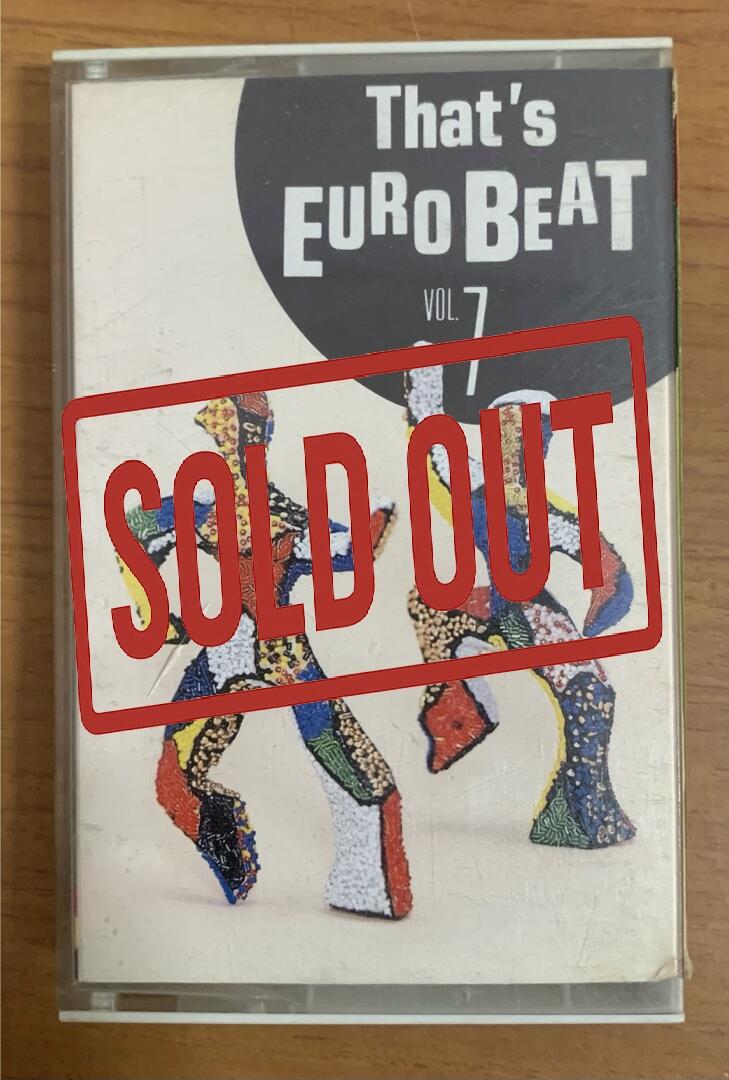 That's
EURO BEAT
VOL. 7
SOLD OUT